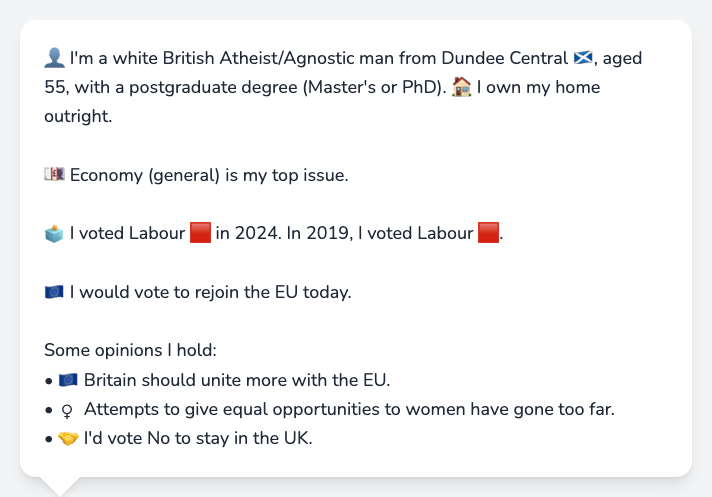 👤 I'm a white British Atheist/Agnostic man from Dundee Central 🏴󠁧󠁢󠁳󠁣󠁴󠁿, aged
55, with a postgraduate degree (Master's or PhD). 🏠 I own my home
outright.
💷 Economy (general) is my top issue.
🗳️ I voted Labour 🟥 in 2024. In 2019, I voted Labour 🟥.
🇪🇺 I would vote to rejoin the EU today.
Some opinions I hold:
• 🇪🇺 Britain should unite more with the EU.
• ♀ Attempts to give equal opportunities to women have gone too far.
• 🤝 I'd vote No to stay in the UK.